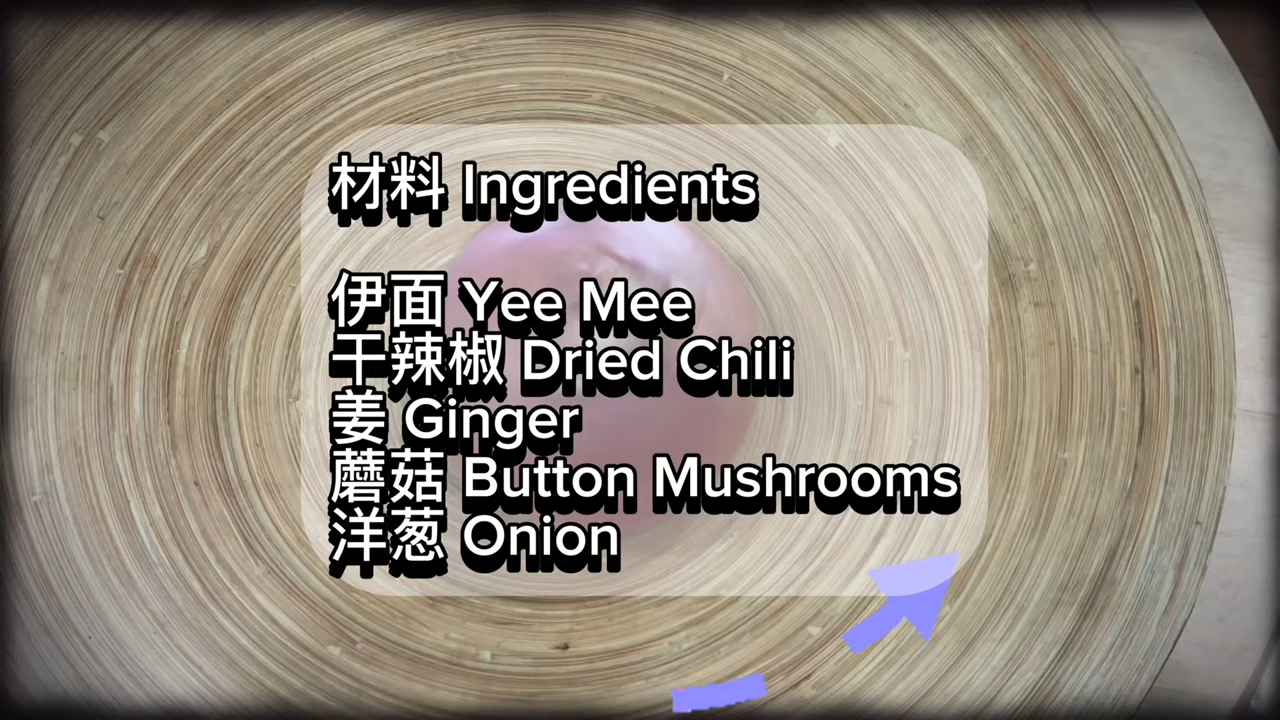 材料 Ingredients
伊面 Yee Mee
干辣椒 Dried Chili
姜 Ginger
蘑菇 Button Mushrooms
洋葱 Onion